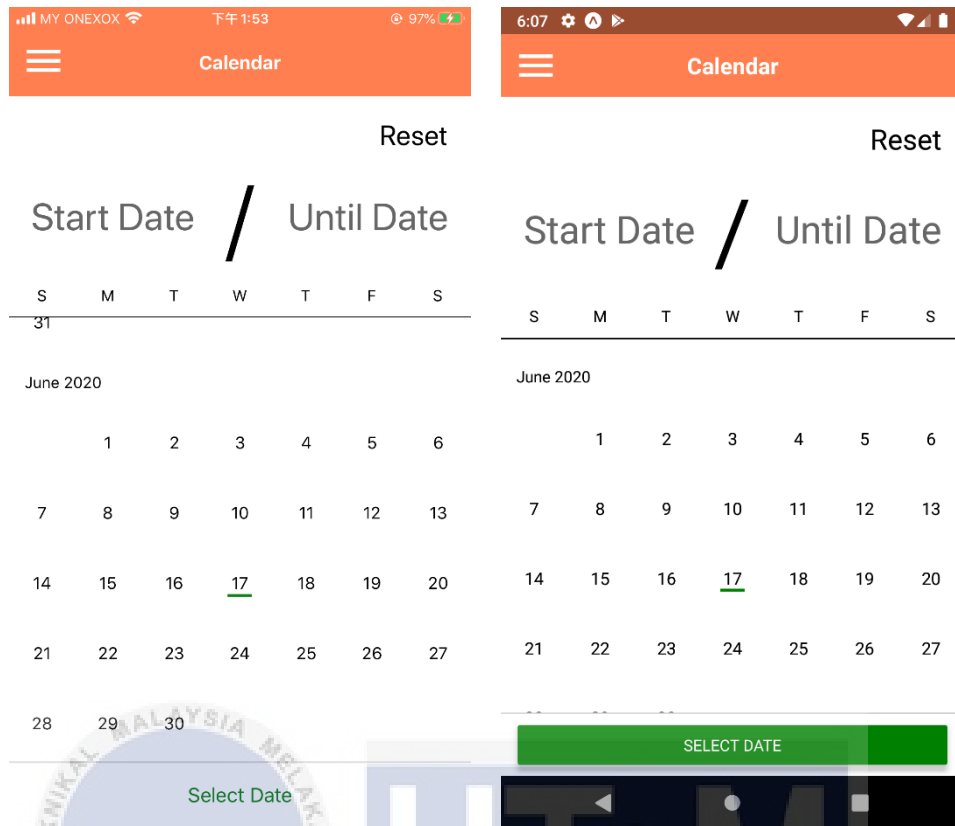 MY ONEXOX 下午1:53 97%
Calendar
Reset
Start Date / Until Date
S M T W T F S
31
June 2020
1 2 3 4 5 6
7 8 9 10 11 12 13
14 15 16 17 18 19 20
21 22 23 24 25 26 27
28 29 30
Select Date
6:07
Calendar
Reset
Start Date / Until Date
S M T W T F S
June 2020
1 2 3 4 5 6
7 8 9 10 11 12 13
14 15 16 17 18 19 20
21 22 23 24 25 26 27
SELECT DATE
NIKAL MALAYSIA MELAK